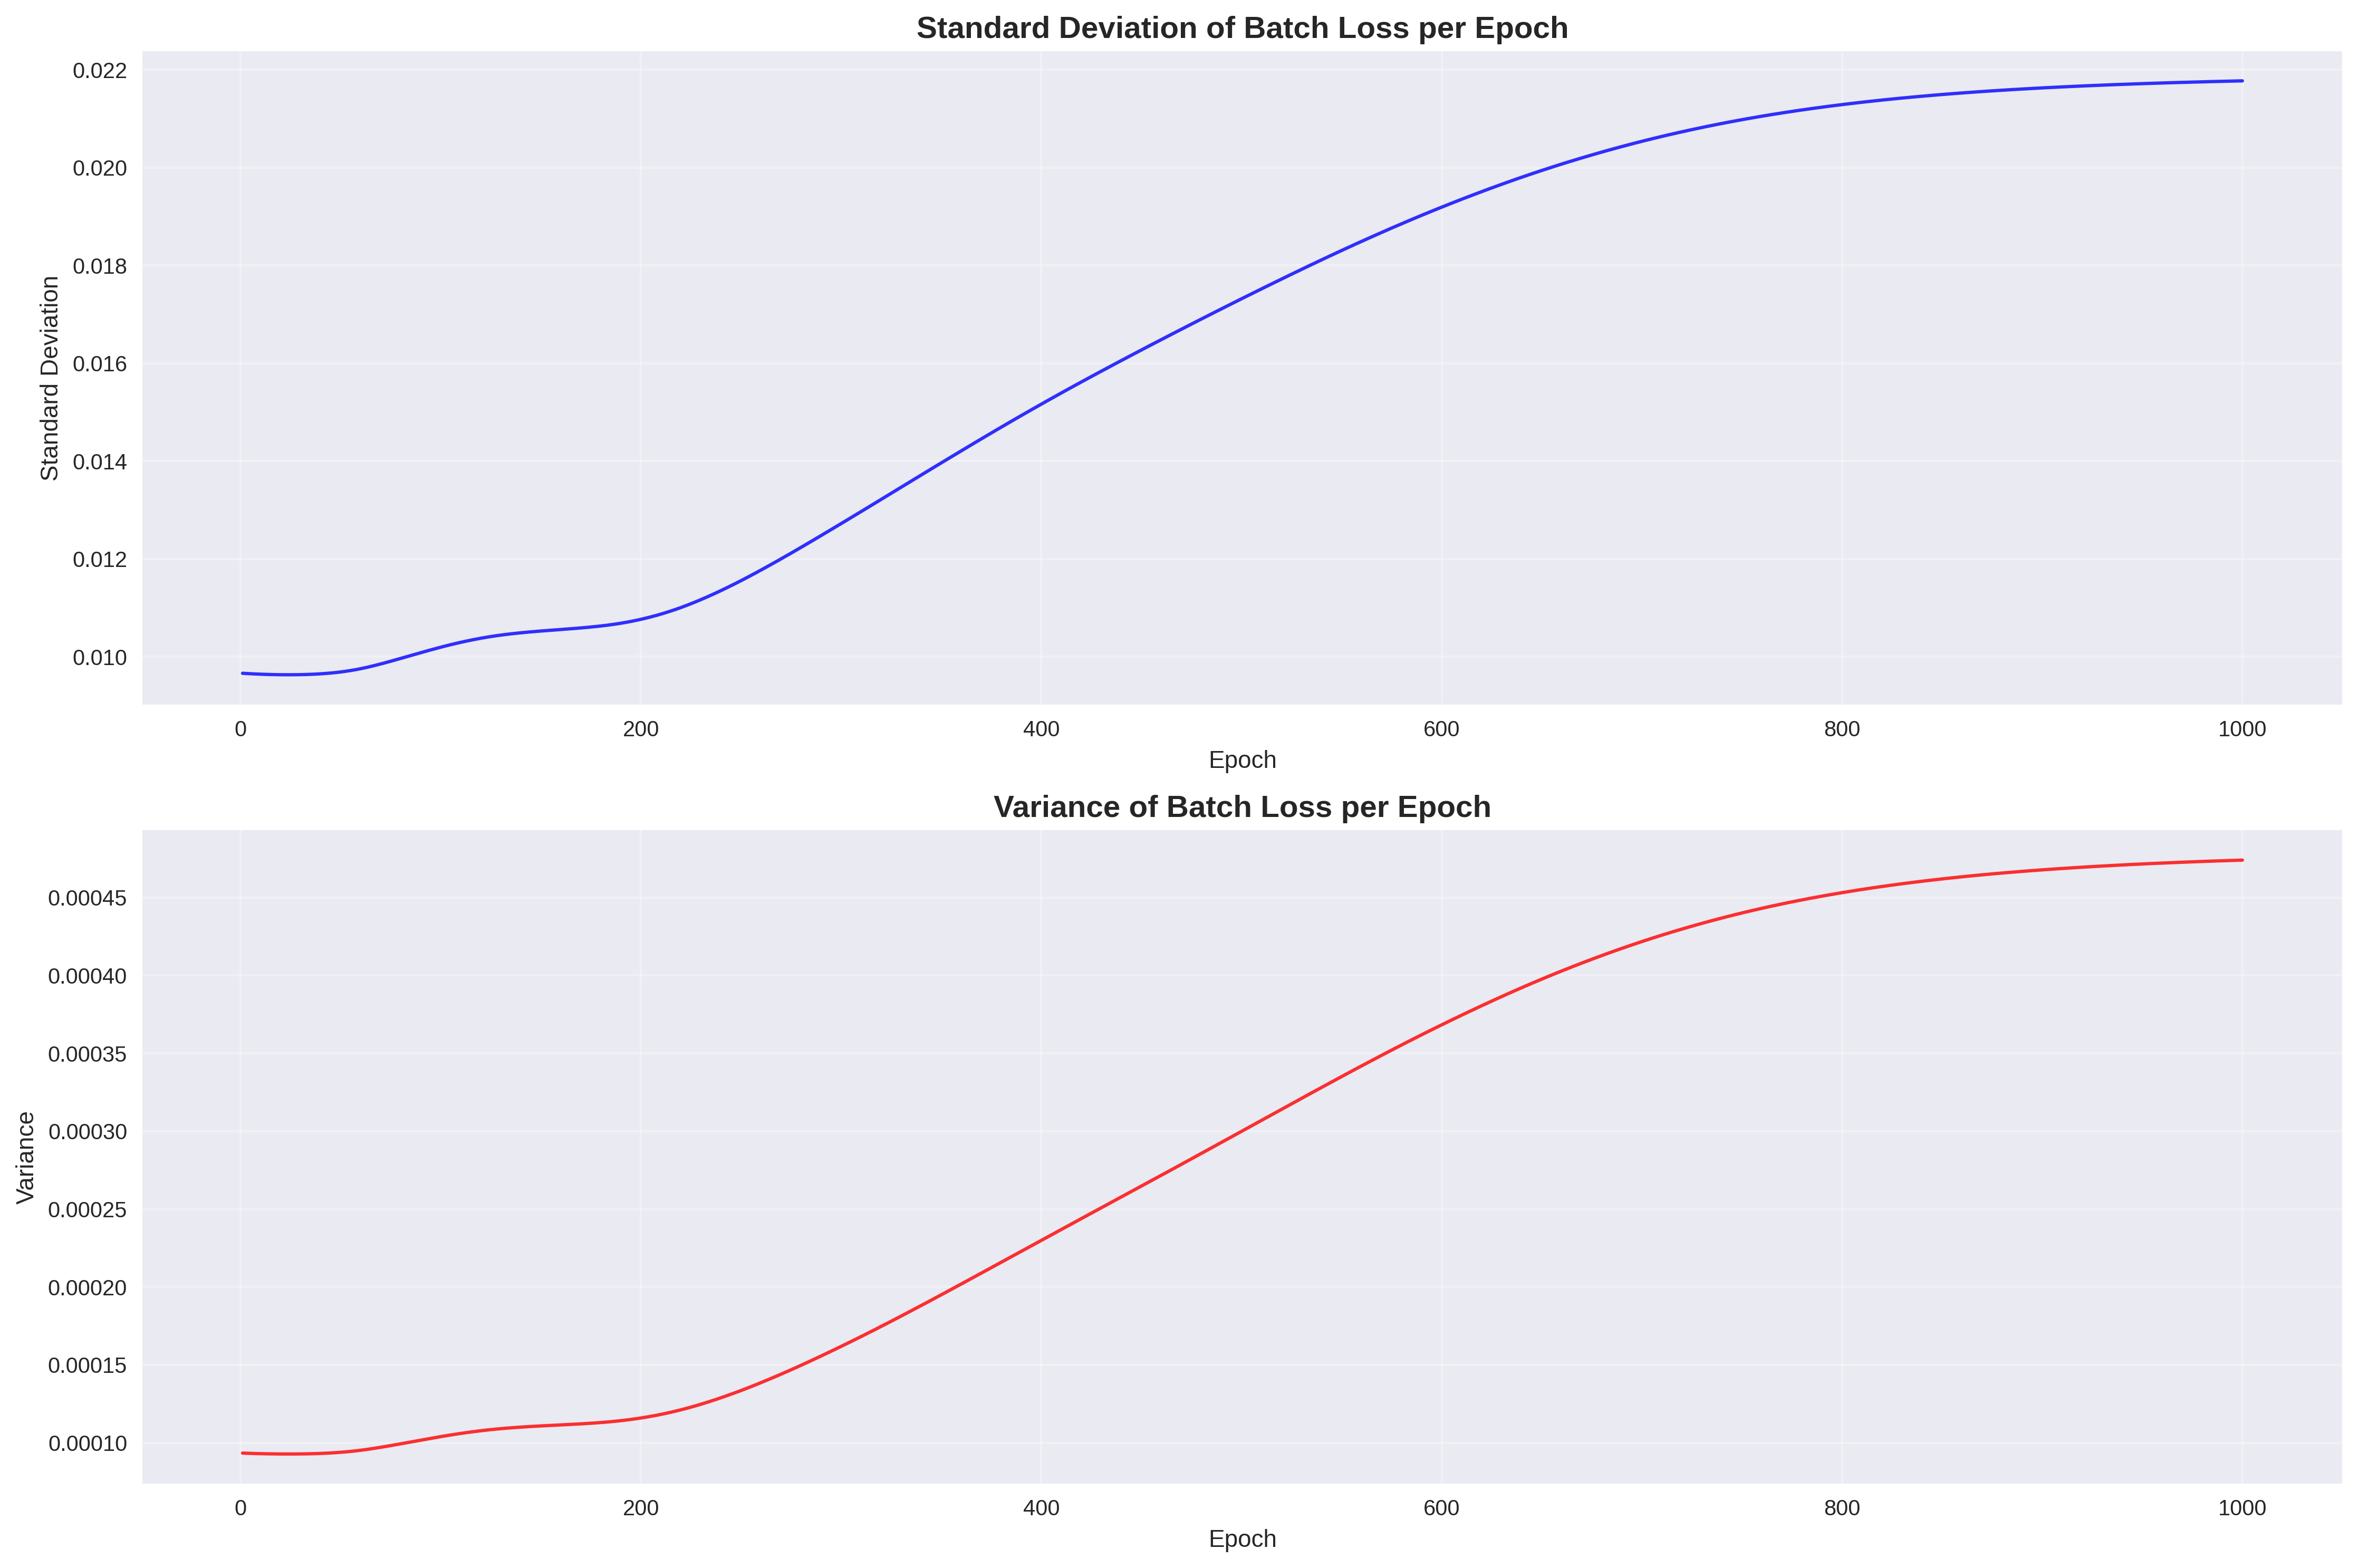 Standard Deviation of Batch Loss per Epoch
0.022
0.020
0.018
0.016
0.014
0.012
0.010
Standard Deviation
0 200 400 600 800 1000
Epoch
Variance of Batch Loss per Epoch
0.00045
0.00040
0.00035
0.00030
0.00025
0.00020
0.00015
0.00010
Variance
0 200 400 600 800 1000
Epoch